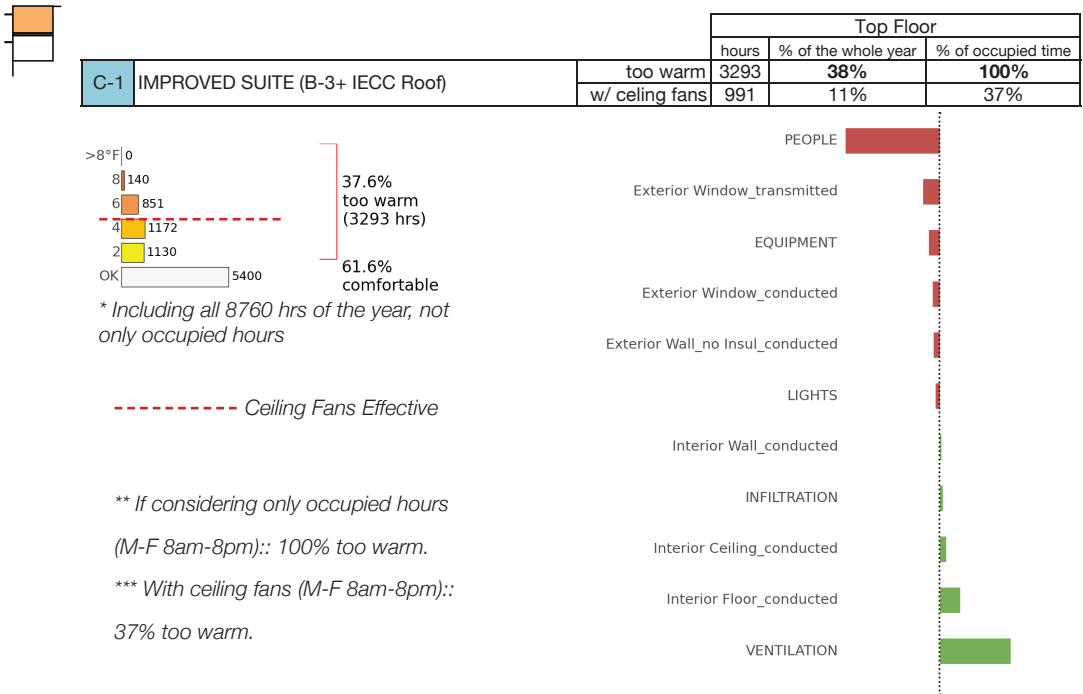 Top Floor
hours % of the whole year % of occupied time
C-1 IMPROVED SUITE (B-3+ IECC Roof) too warm 3293 38% 100%
w/ celing fans 991 11% 37%
>8°F 0
8 140
6 851
4 1172
2 1130
OK 5400
37.6%
too warm
(3293 hrs)
61.6%
comfortable
* Including all 8760 hrs of the year, not
only occupied hours
Ceiling Fans Effective
** If considering only occupied hours
(M-F 8am-8pm):: 100% too warm.
*** With ceiling fans (M-F 8am-8pm)::
37% too warm.
PEOPLE
Exterior Window_transmitted
EQUIPMENT
Exterior Window_conducted
Exterior Wall_no Insul_conducted
LIGHTS
Interior Wall_conducted
INFILTRATION
Interior Ceiling_conducted
Interior Floor_conducted
VENTILATION